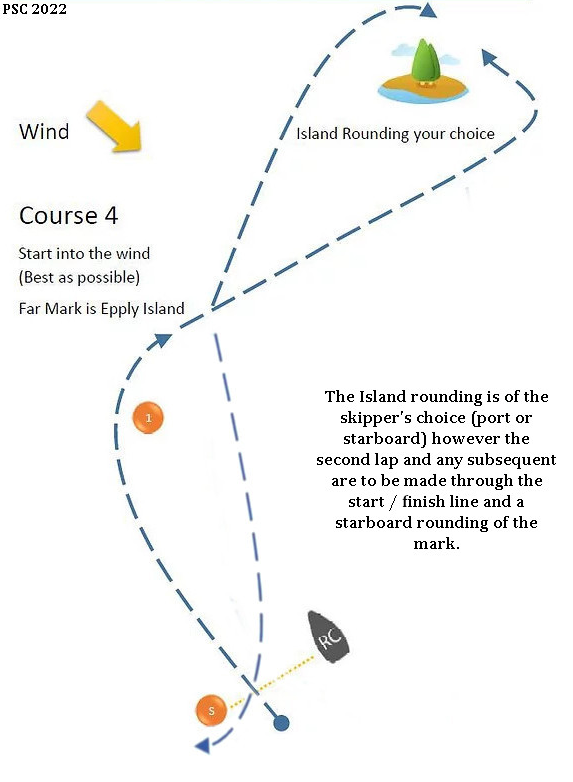 PSC 2022
Wind
Island Rounding your choice
Course 4
Start into the wind
(Best as possible)
Far Mark is Epply Island
1
The Island rounding is of the
skipper's choice (port or
starboard) however the
second lap and any subsequent
are to be made through the
start / finish line and a
starboard rounding of the
mark.
RC
S